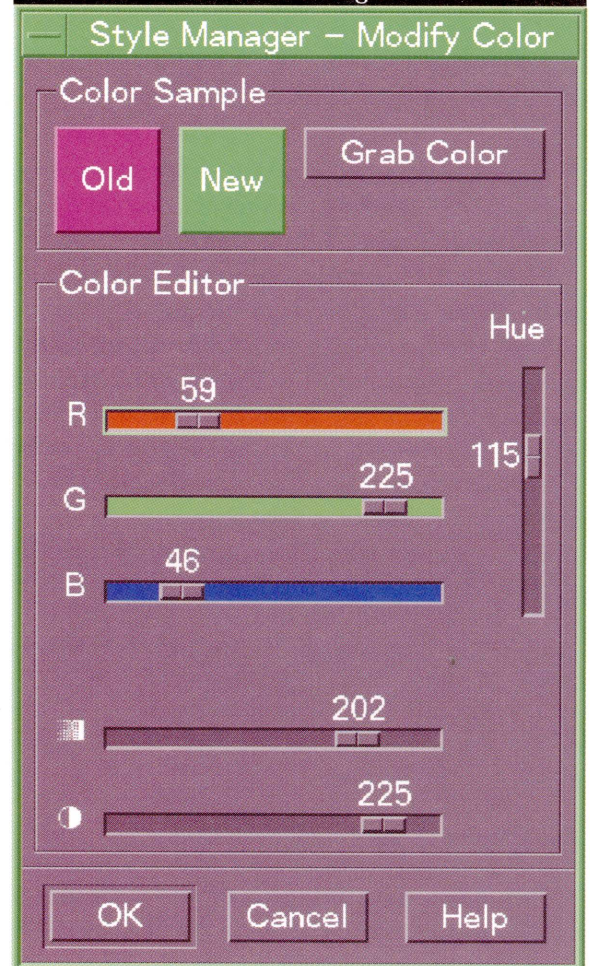 Style Manager – Modify Color
Color Sample
Old
New
Grab Color
Color Editor
Hue
59
R
115
225
G
46
B
202
225
OK
Cancel
Help